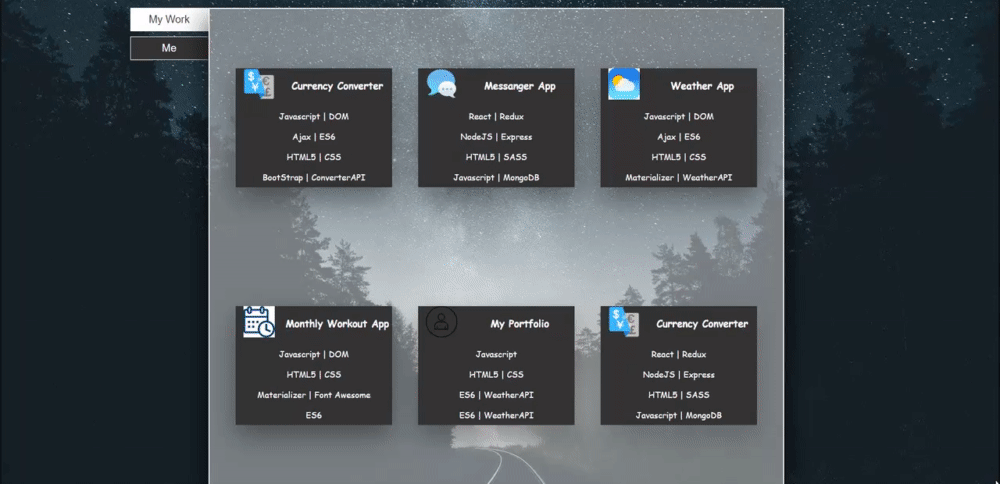 My Work
Me
Currency Converter
Javascript | DOM
Ajax | ES6
HTML5 | CSS
BootStrap | ConverterAPI
Messanger App
React | Redux
NodeJS | Express
HTML5 | SASS
Javascript | MongoDB
Weather App
Javascript | DOM
Ajax | ES6
HTML5 | CSS
Materializer | WeatherAPI
Monthly Workout App
Javascript | DOM
HTML5 | CSS
Materializer | Font Awesome
ES6
My Portfolio
Javascript
HTML5 | CSS
ES6 | WeatherAPI
ES6 | WeatherAPI
Currency Converter
React | Redux
NodeJS | Express
HTML5 | SASS
Javascript | MongoDB